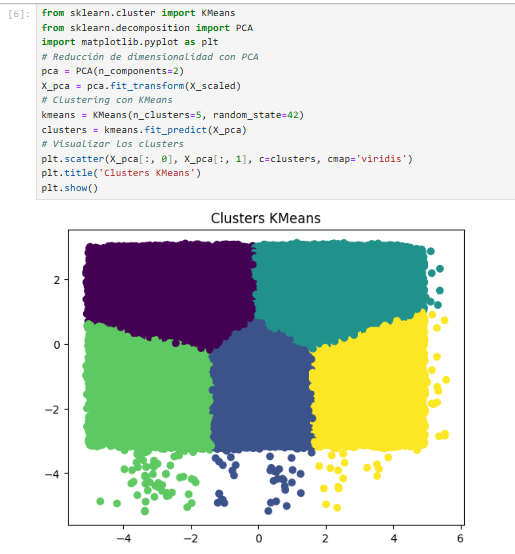 [6]:
from sklearn.cluster import KMeans
from sklearn.decomposition import PCA
import matplotlib.pyplot as plt
# Reducción de dimensionalidad con PCA
pca = PCA(n_components=2)
X_pca = pca.fit_transform(X_scaled)
# Clustering con KMeans
kmeans = KMeans(n_clusters=5, random_state=42)
clusters = kmeans.fit_predict(X_pca)
# Visualizar los clusters
plt.scatter(X_pca[:, 0], X_pca[:, 1], c=clusters, cmap='viridis')
plt.title('Clusters KMeans')
plt.show()
Clusters KMeans
2
0
−2
−4
−4 −2 0 2 4 6